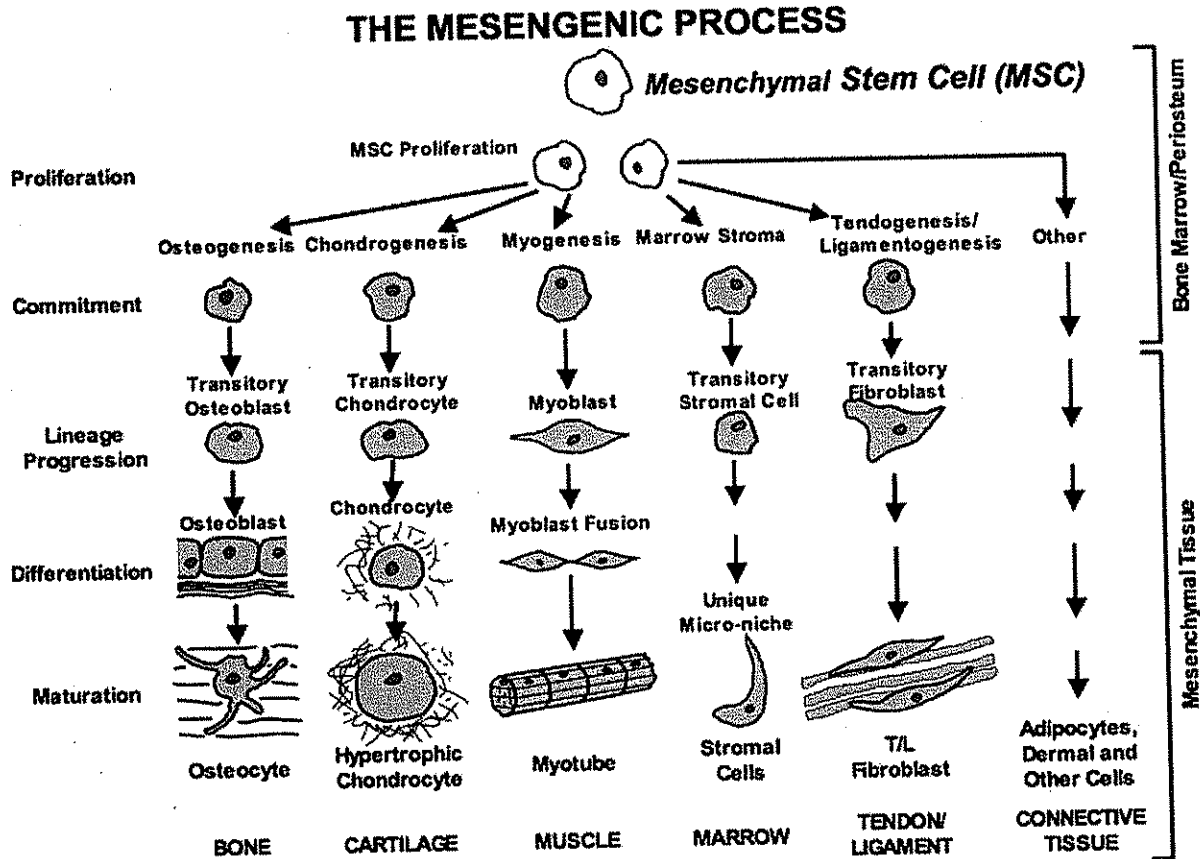 THE MESENGENIC PROCESS
Mesenchymal Stem Cell (MSC)
MSC Proliferation
Proliferation
Osteogenesis Chondrogenesis Myogenesis Marrow Stroma Tendogenesis/
Ligamentogenesis Other
Commitment
Transitory
Osteoblast
Transitory
Chondrocyte
Myoblast
Transitory
Stromal Cell
Transitory
Fibroblast
Lineage
Progression
Osteoblast
Chondrocyte
Myoblast Fusion
Differentiation
Unique
Micro-niche
Maturation
Osteocyte
Hypertrophic
Chondrocyte
Myotube
Stromal
Cells
T/L
Fibroblast
Adipocytes,
Dermal and
Other Cells
BONE
CARTILAGE
MUSCLE
MARROW
TENDON/
LIGAMENT
CONNECTIVE
TISSUE
Bone Marrow/Periosteum
Mesenchymal Tissue